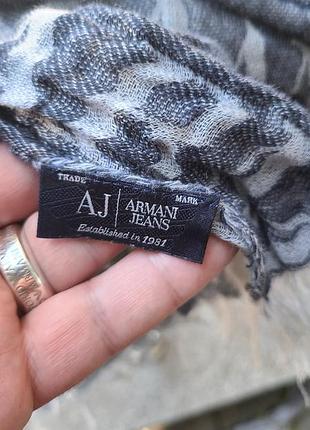 TRADE MARK
AJ ARMANI
JEANS
Established in 1981